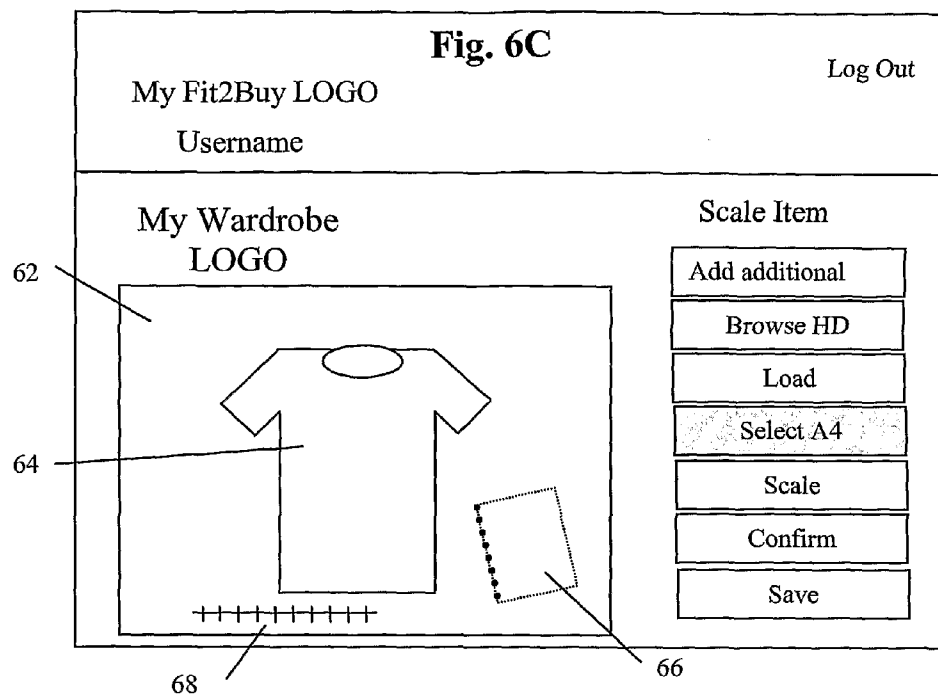 Fig. 6C
Log Out
My Fit2Buy LOGO
Username
My Wardrobe
LOGO
Scale Item
Add additional
Browse HD
Load
Select A4
Scale
Confirm
Save
62
64
66
68